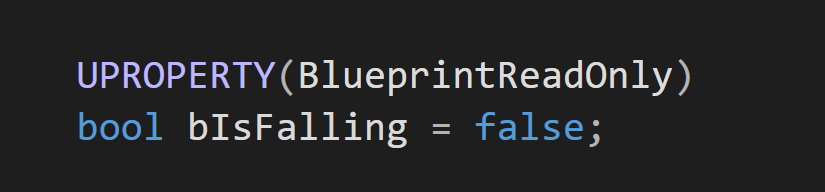 UPROPERTY(BlueprintReadOnly)
bool bIsFalling = false;